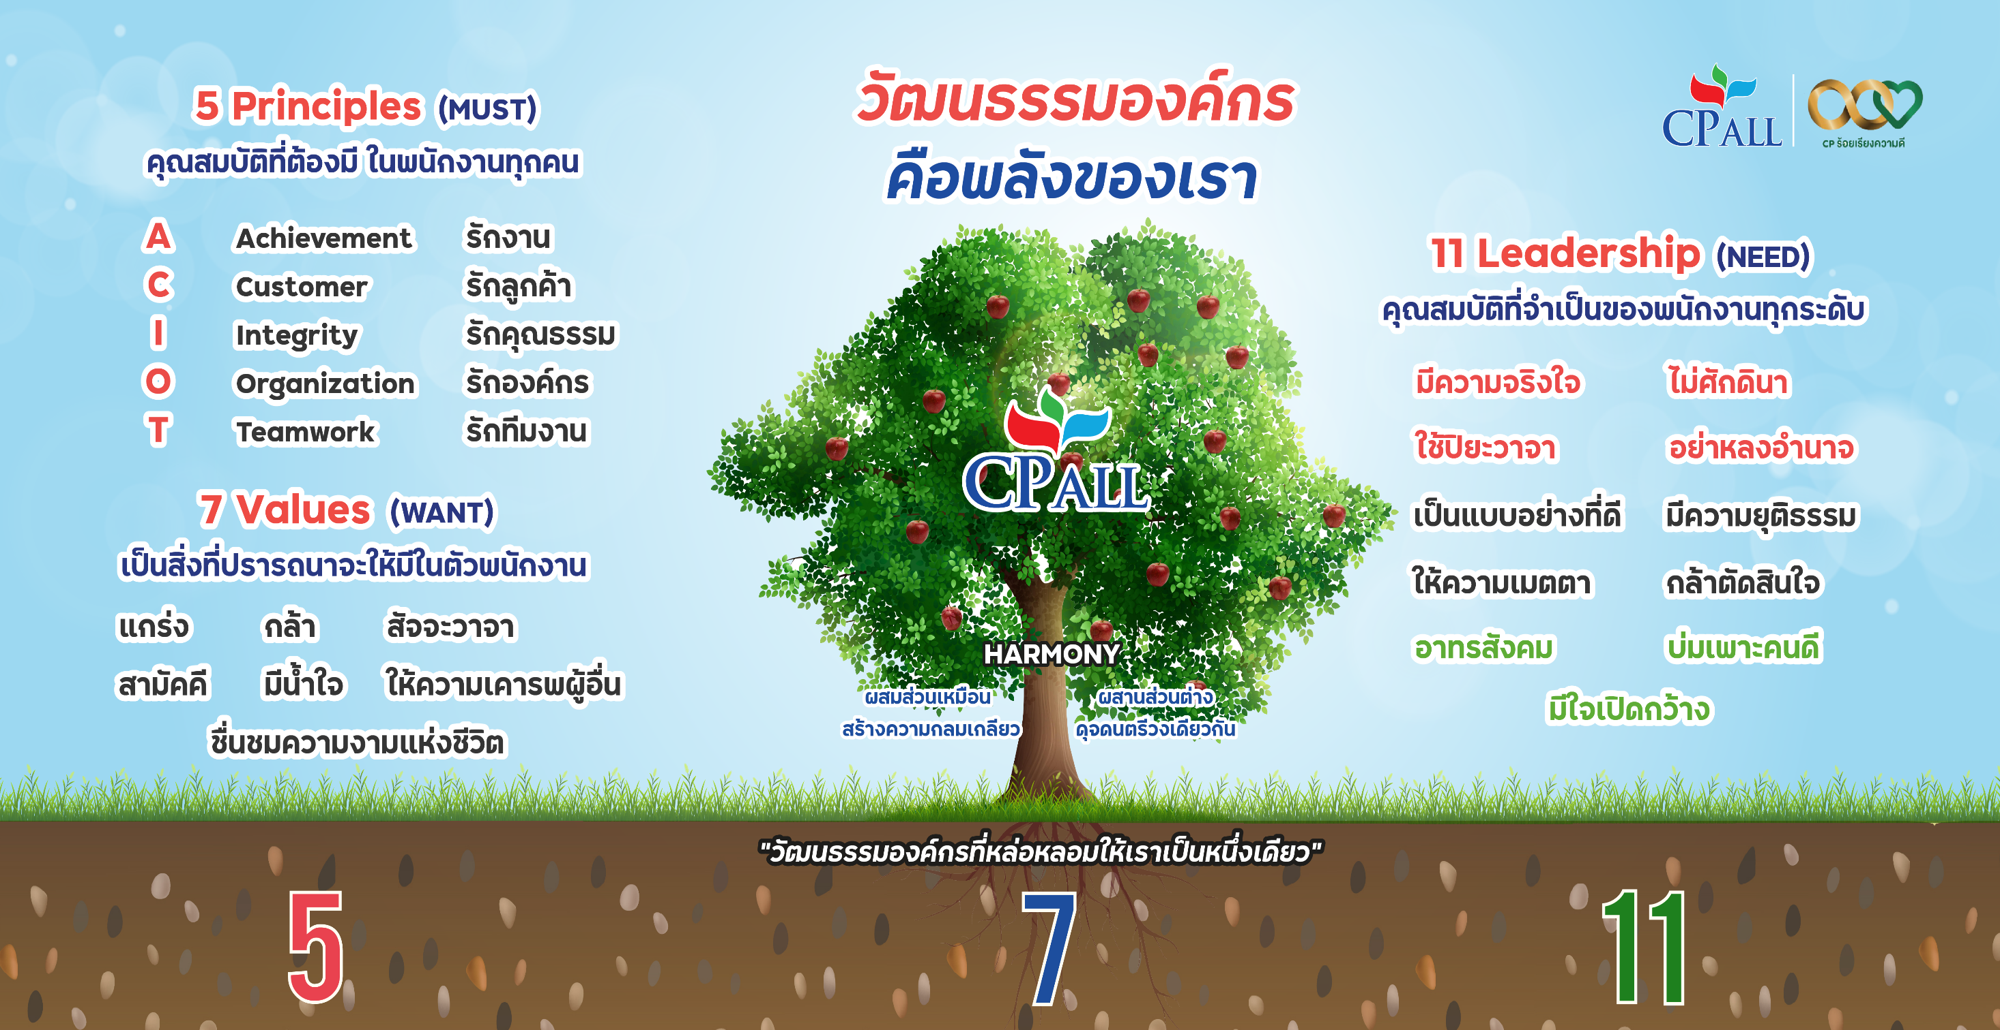 วัฒนธรรมองค์กร
คือพลังของเรา
CPALL
CP ร้อยเรียงความดี
5 Principles (MUST)
คุณสมบัติที่ต้องมี ในพนักงานทุกคน
A Achievement รักงาน
C Customer รักลูกค้า
I Integrity รักคุณธรรม
O Organization รักองค์กร
T Teamwork รักทีมงาน
7 Values (WANT)
เป็นสิ่งที่ปรารถนาจะให้มีในตัวพนักงาน
แกร่ง กล้า สัจจะวาจา
สามัคคี มีน้ำใจ ให้ความเคารพผู้อื่น
ชื่นชมความงามแห่งชีวิต
CPALL
HARMONY
ผสมส่วนเหมือน
สร้างความกลมเกลียว
ผสานส่วนต่าง
ดุจดนตรีวงเดียวกัน
11 Leadership (NEED)
คุณสมบัติที่จำเป็นของพนักงานทุกระดับ
มีความจริงใจ ไม่ศักดินา
ใช้ปิยะวาจา อย่าหลงอำนาจ
เป็นแบบอย่างที่ดี มีความยุติธรรม
ให้ความเมตตา กล้าตัดสินใจ
อาทรสังคม บ่มเพาะคนดี
มีใจเปิดกว้าง
"วัฒนธรรมองค์กรที่หล่อหลอมให้เราเป็นหนึ่งเดียว"
5 7 11